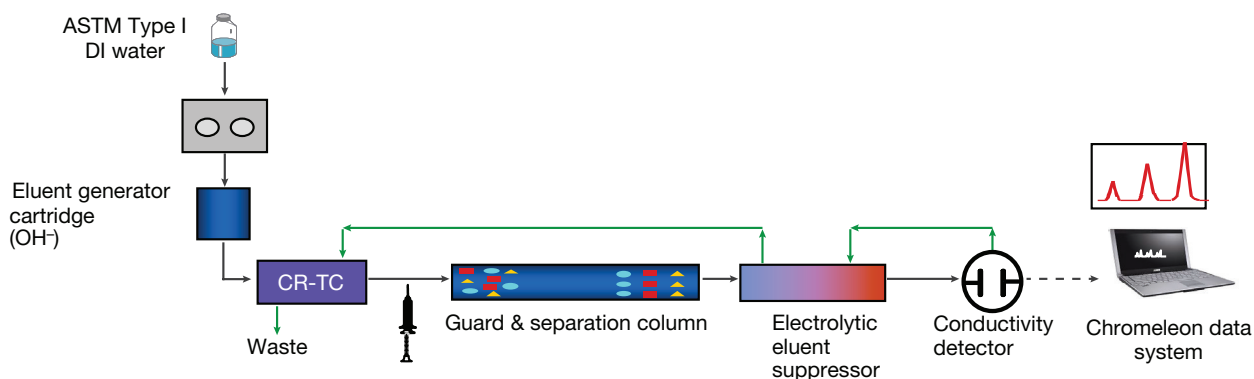 ASTM Type I
DI water
Eluent generator
cartridge
(OH⁻)
CR-TC
Waste
Guard & separation column
Electrolytic
eluent
suppressor
Conductivity
detector
Chromeleon data
system